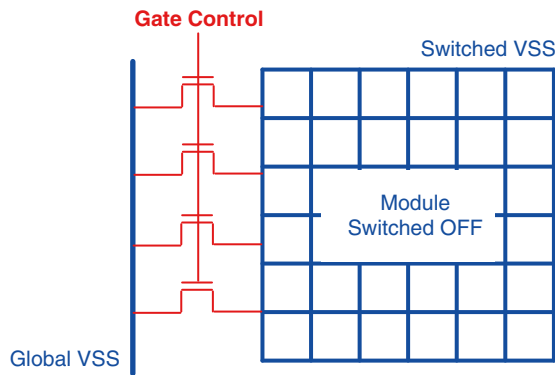 Gate Control
Switched VSS
Module
Switched OFF
Global VSS